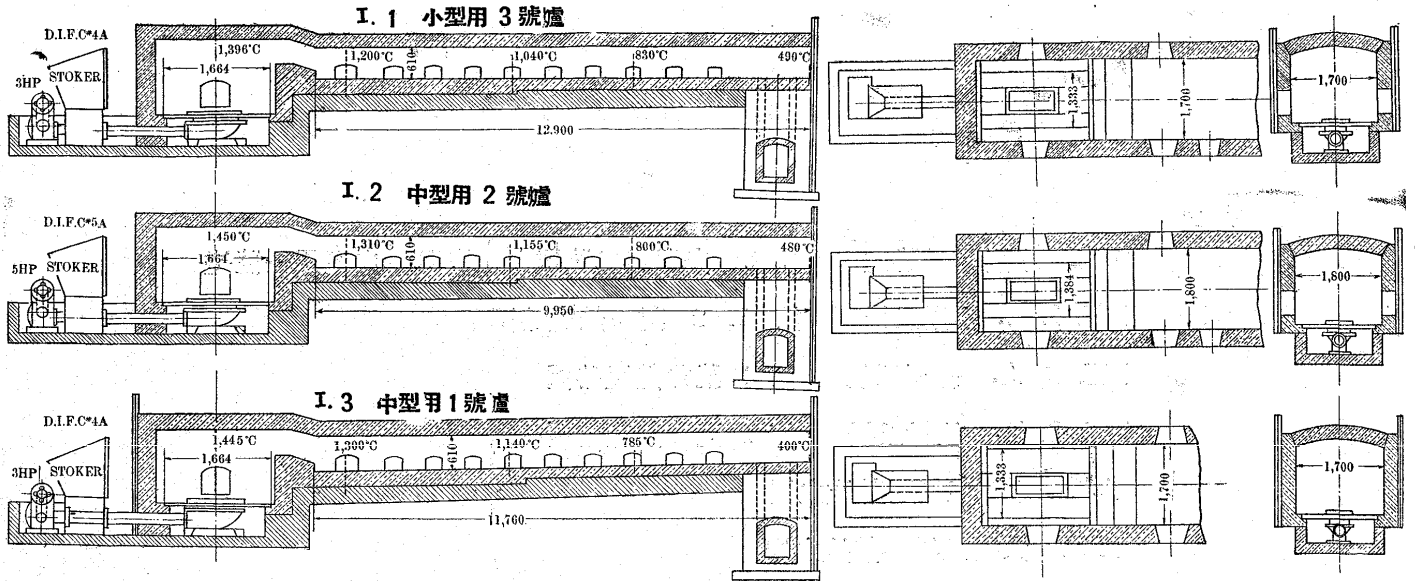 I. 1 小型用 3 號爐
D.I.F.C#4A
3HP
STOKER
1,396°C
1,664
1,200°C
610
1,040°C
830°C
490°C
12,900
1,333
1,700
1,700
I. 2 中型用 2 號爐
D.I.F.C#5A
5HP
STOKER
1,450°C
1,664
1,310°C
610
1,155°C
800°C
480°C
9,950
1,384
1,800
1,800
I. 3 中型用 1 號爐
D.I.F.C#4A
3HP
STOKER
1,445°C
1,664
1,300°C
610
1,140°C
785°C
400°C
11,760
1,333
1,700
1,700